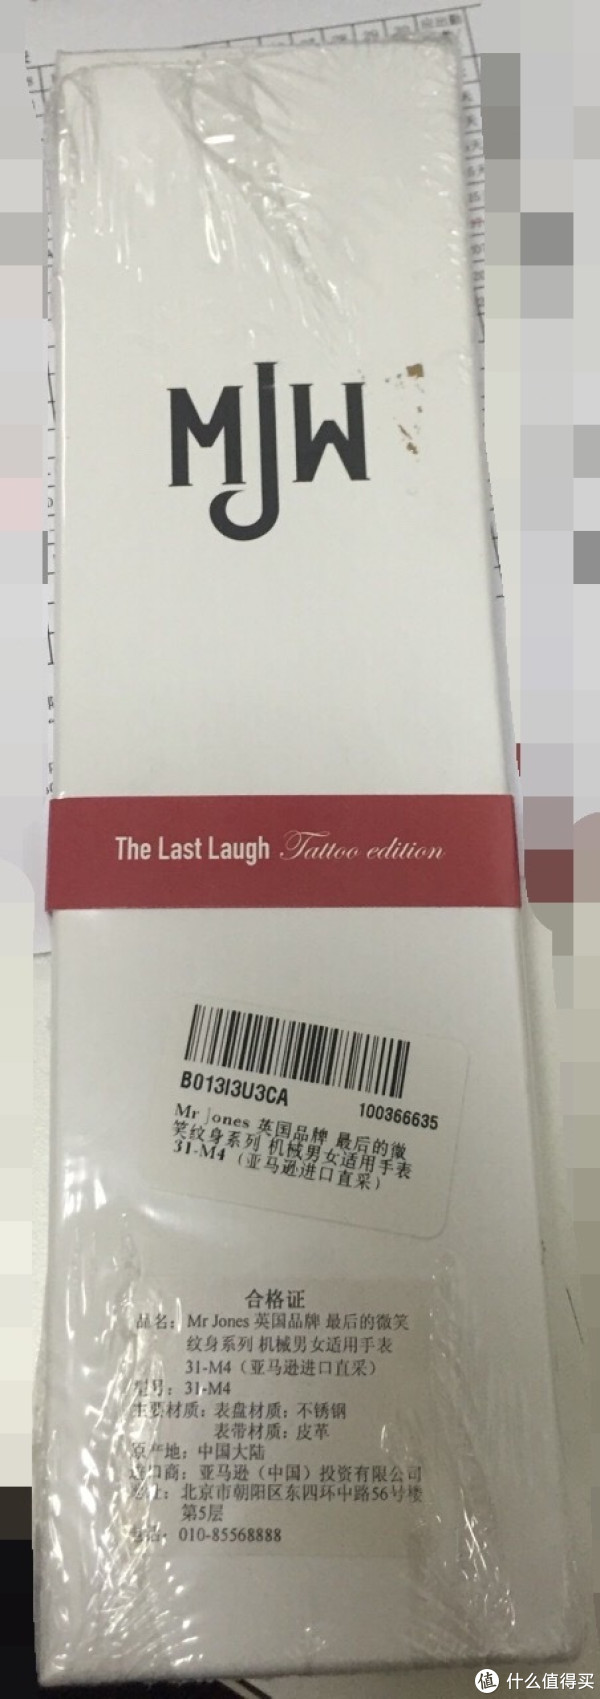 MJW
The Last Laugh Tattoo edition
B013I3U3CA
100366635
Mr Jones 英国品牌 最后的微
笑纹身系列 机械男女适用手表
31-M4 （亚马逊进口直采）
合格证
品名：Mr Jones 英国品牌 最后的微笑
纹身系列 机械男女适用手表
31-M4（亚马逊进口直采）
型号：31-M4
主要材质：表盘材质：不锈钢
表带材质：皮革
原产地：中国大陆
进口商：亚马逊（中国）投资有限公司
地址：北京市朝阳区东四环中路56号楼
第5层
电话：010-85568888
值 什么值得买